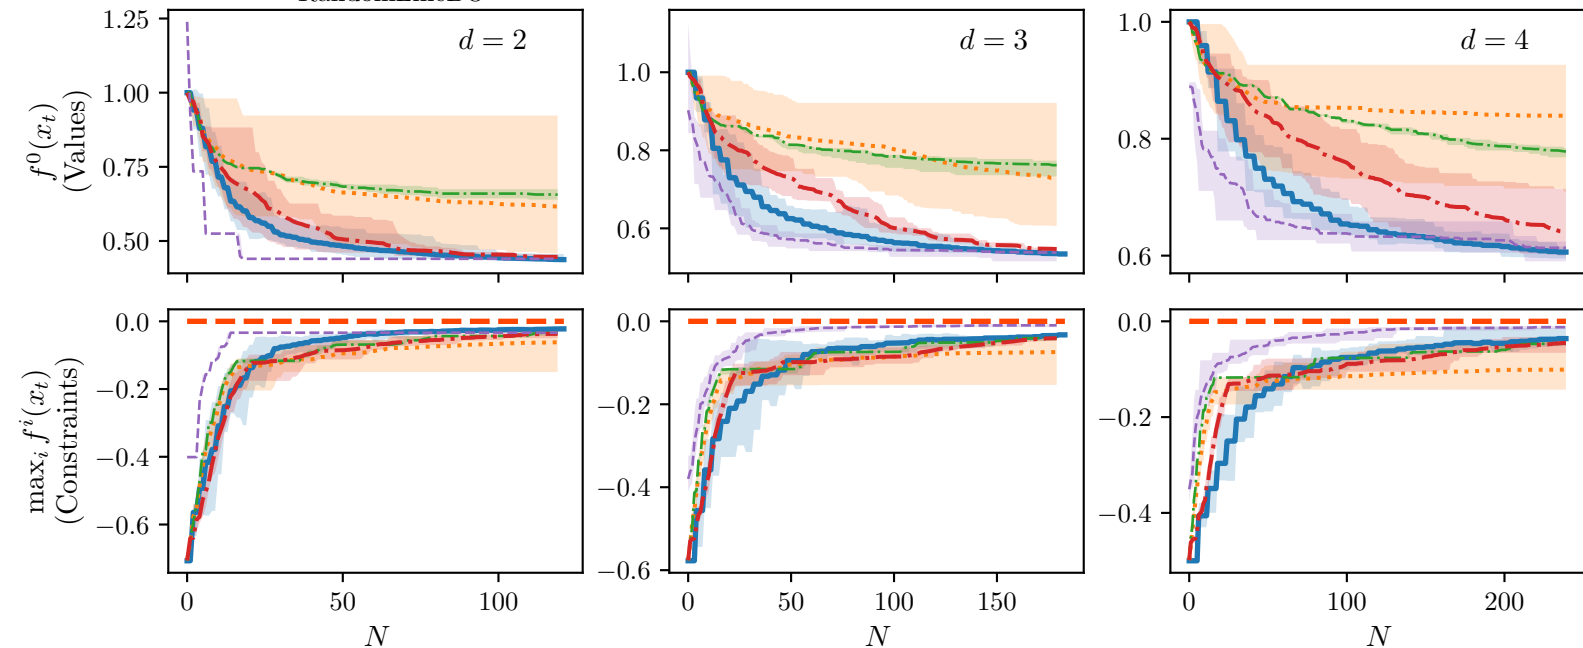 d = 2
d = 3
d = 4
f⁰(x_t)
(Values)
1.25
1.00
0.75
0.50
1.0
0.8
0.6
1.0
0.8
0.6
max_i f^i(x_t)
(Constraints)
0.0
−0.2
−0.4
−0.6
0.0
−0.2
−0.4
−0.6
0.0
−0.2
−0.4
0 50 100
0 50 100 150
0 100 200
N
N
N